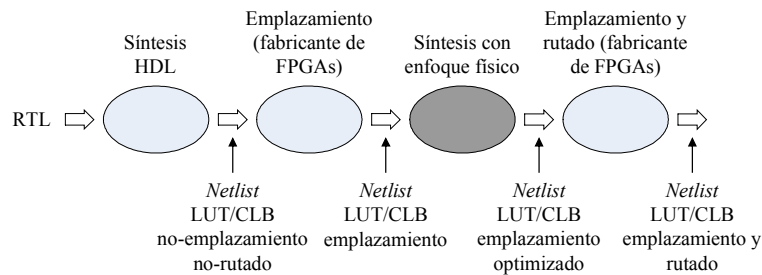 Síntesis
HDL
Emplazamiento
(fabricante de
FPGAs)
Síntesis con
enfoque físico
Emplazamiento y
rutado (fabricante
de FPGAs)
RTL
Netlist
LUT/CLB
no-emplazamiento
no-rutado
Netlist
LUT/CLB
emplazamiento
Netlist
LUT/CLB
emplazamiento
optimizado
Netlist
LUT/CLB
emplazamiento y
rutado